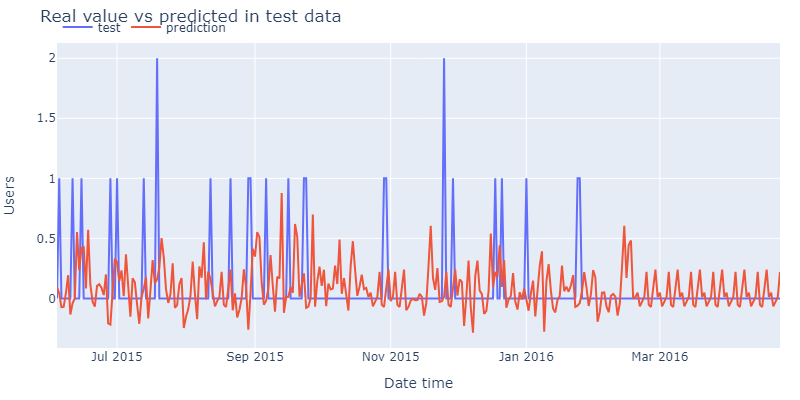 Real value vs predicted in test data
test prediction
2
1.5
1
0.5
0
Users
Jul 2015 Sep 2015 Nov 2015 Jan 2016 Mar 2016
Date time